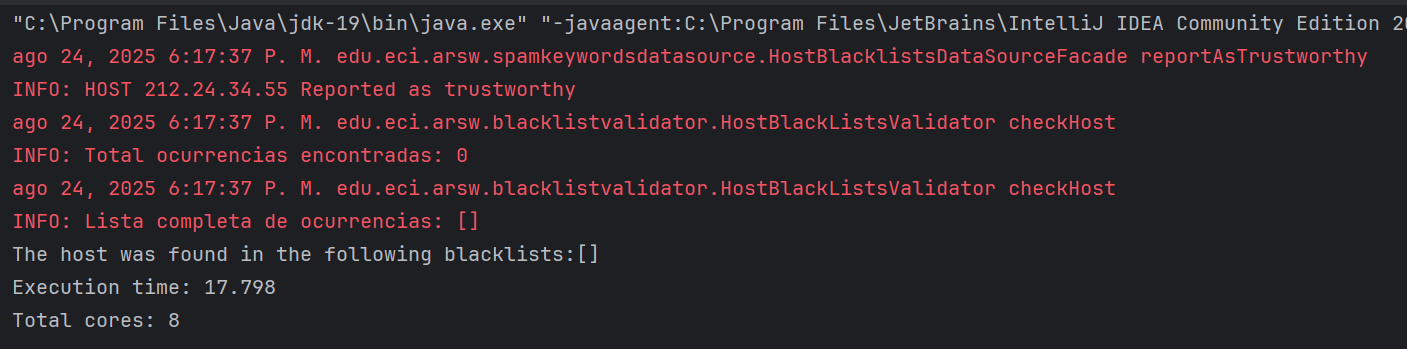 "C:\Program Files\Java\jdk-19\bin\java.exe" "-javaagent:C:\Program Files\JetBrains\IntelliJ IDEA Community Edition 20
ago 24, 2025 6:17:37 P. M. edu.eci.arsw.spamkeywordsdatasource.HostBlacklistsDataSourceFacade reportAsTrustworthy
INFO: HOST 212.24.34.55 Reported as trustworthy
ago 24, 2025 6:17:37 P. M. edu.eci.arsw.blacklistvalidator.HostBlackListsValidator checkHost
INFO: Total ocurrencias encontradas: 0
ago 24, 2025 6:17:37 P. M. edu.eci.arsw.blacklistvalidator.HostBlackListsValidator checkHost
INFO: Lista completa de ocurrencias: []
The host was found in the following blacklists:[]
Execution time: 17.798
Total cores: 8